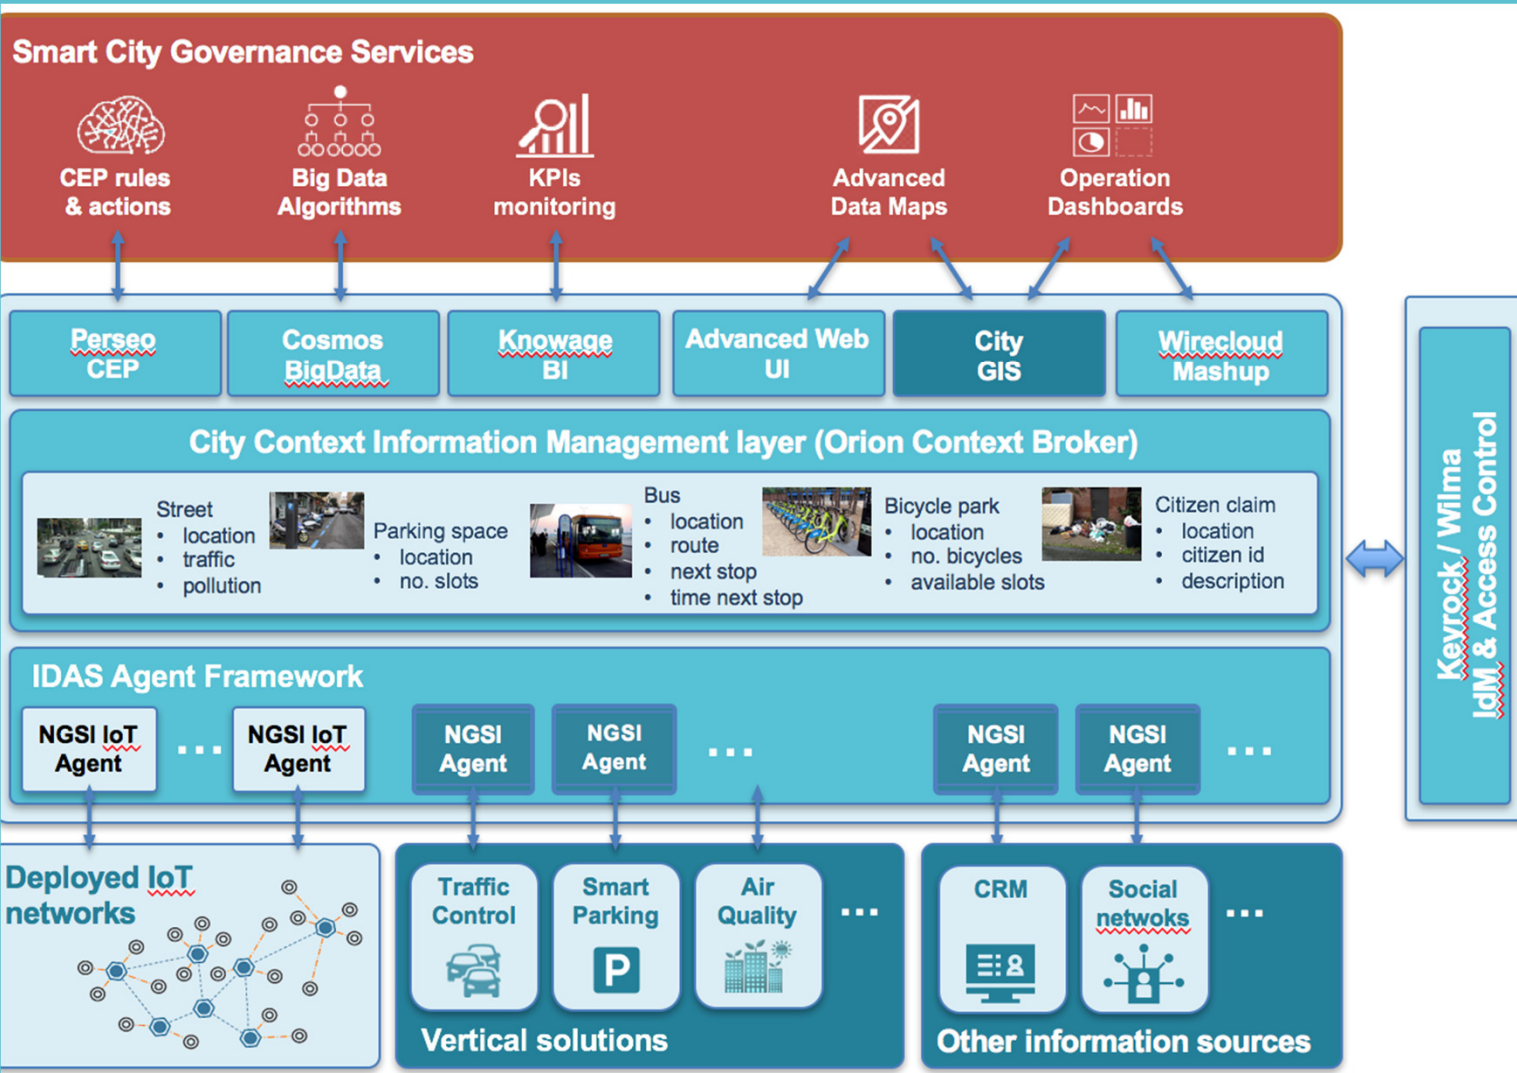 Smart City Governance Services
CEP rules
& actions
Big Data
Algorithms
KPIs
monitoring
Advanced
Data Maps
Operation
Dashboards
Perseo
CEP
Cosmos
BigData
Knowage
BI
Advanced Web
UI
City
GIS
Wirecloud
Mashup
City Context Information Management layer (Orion Context Broker)
Street
• location
• traffic
• pollution
Parking space
• location
• no. slots
Bus
• location
• route
• next stop
• time next stop
Bicycle park
• location
• no. bicycles
• available slots
Citizen claim
• location
• citizen id
• description
Keyrock / Wilma
IdM & Access Control
IDAS Agent Framework
NGSI IoT
Agent
...
NGSI IoT
Agent
NGSI
Agent
NGSI
Agent
...
NGSI
Agent
NGSI
Agent
...
Deployed IoT
networks
Traffic
Control
Smart
Parking
P
Air
Quality
...
Vertical solutions
CRM
Social
netwoks
...
Other information sources